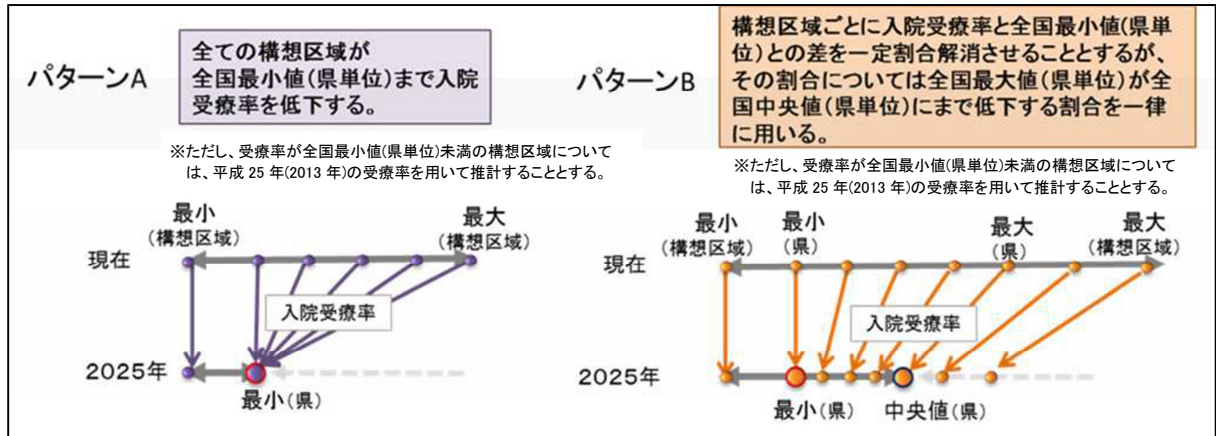 パターンA
全ての構想区域が
全国最小値(県単位)まで入院
受療率を低下する。
※ただし、受療率が全国最小値(県単位)未満の構想区域について
は、平成 25 年(2013 年)の受療率を用いて推計することとする。
最小
(構想区域)
最大
(構想区域)
現在
入院受療率
2025年
最小(県)
パターンB
構想区域ごとに入院受療率と全国最小値(県単
位)との差を一定割合解消させることとするが、
その割合については全国最大値(県単位)が全
国中央値(県単位)にまで低下する割合を一律
に用いる。
※ただし、受療率が全国最小値(県単位)未満の構想区域について
は、平成 25 年(2013 年)の受療率を用いて推計することとする。
最小
(構想区域)
最小
(県)
最大
(県)
最大
(構想区域)
現在
入院受療率
2025年
最小(県)
中央値(県)